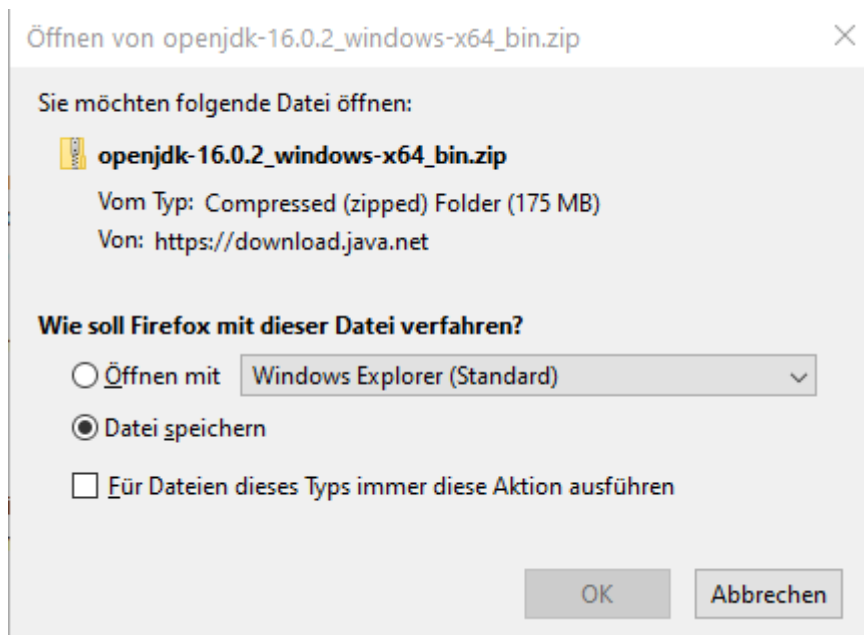 Öffnen von openjdk-16.0.2_windows-x64_bin.zip
Sie möchten folgende Datei öffnen:
openjdk-16.0.2_windows-x64_bin.zip
Vom Typ: Compressed (zipped) Folder (175 MB)
Von: https://download.java.net
Wie soll Firefox mit dieser Datei verfahren?
Öffnen mit Windows Explorer (Standard)
Datei speichern
Für Dateien dieses Typs immer diese Aktion ausführen
OK Abbrechen